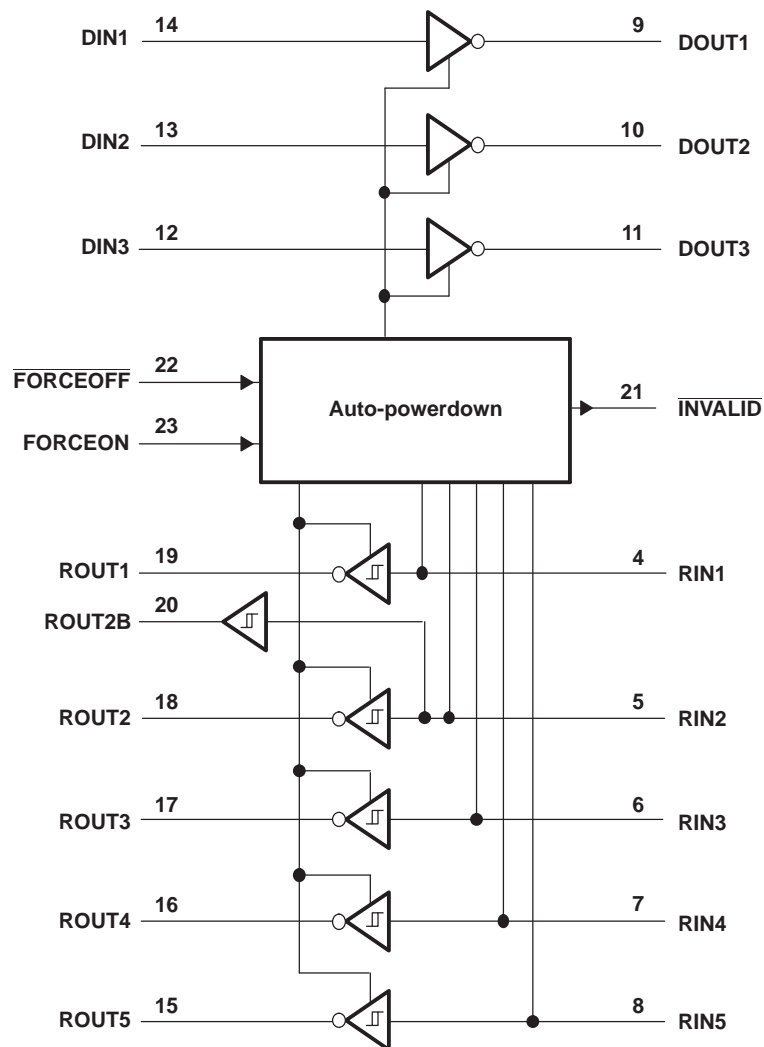 DIN1 14 9 DOUT1
DIN2 13 10 DOUT2
DIN3 12 11 DOUT3
FORCEOFF 22
Auto-powerdown 21 INVALID
FORCEON 23
ROUT1 19 4 RIN1
ROUT2B 20
ROUT2 18 5 RIN2
ROUT3 17 6 RIN3
ROUT4 16 7 RIN4
ROUT5 15 8 RIN5